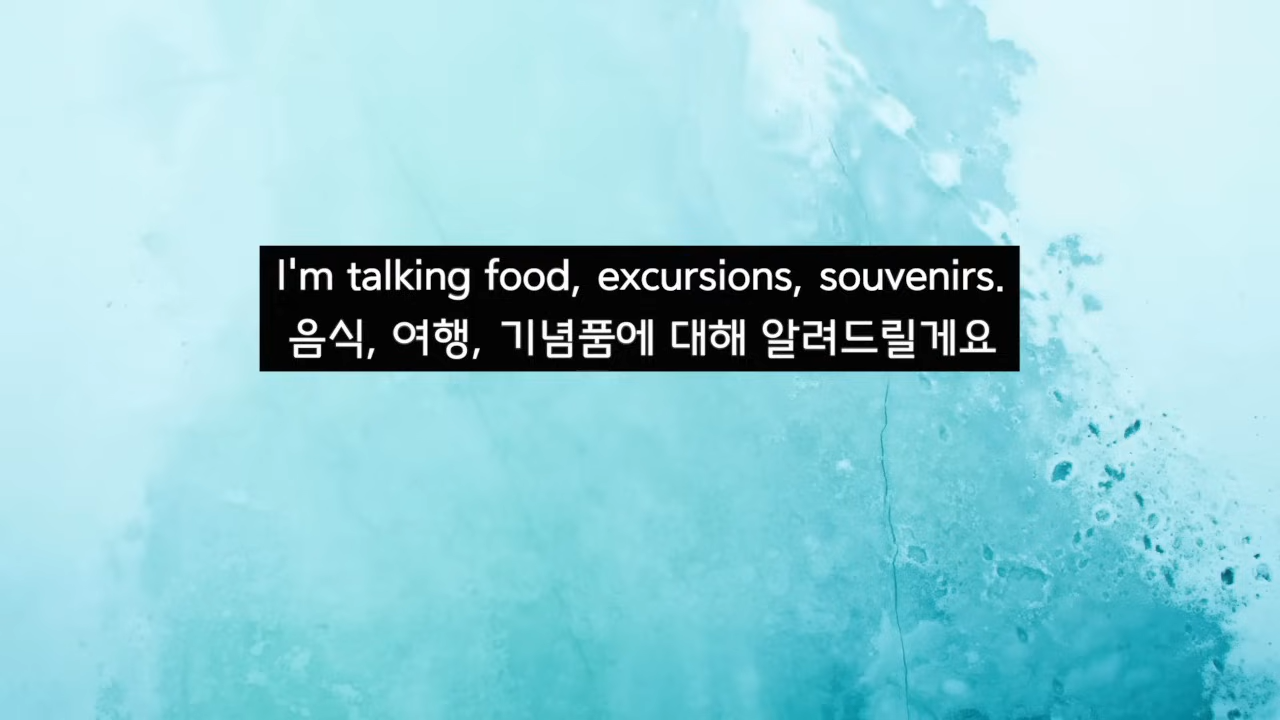 I'm talking food, excursions, souvenirs.
음식, 여행, 기념품에 대해 알려드릴게요